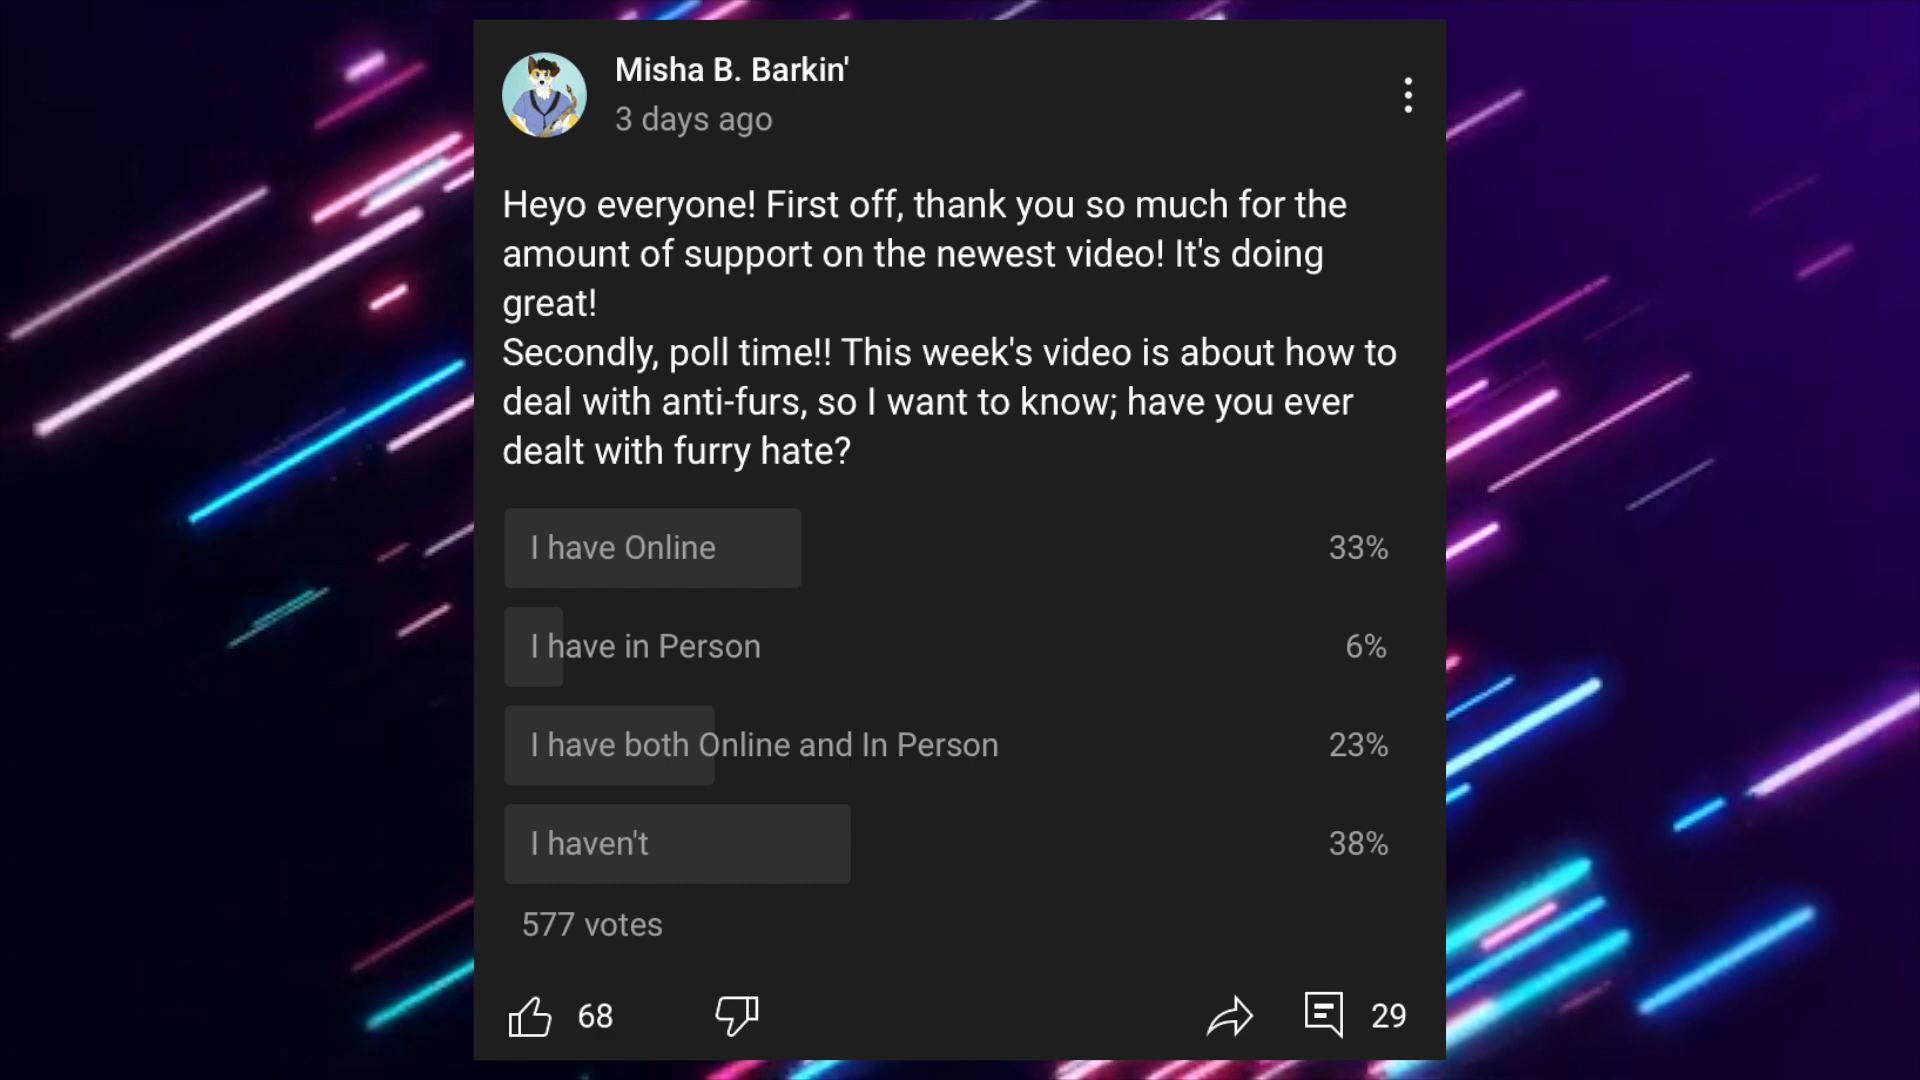 Misha B. Barkin'
3 days ago
Heyo everyone! First off, thank you so much for the
amount of support on the newest video! It's doing
great!
Secondly, poll time!! This week's video is about how to
deal with anti-furs, so I want to know; have you ever
dealt with furry hate?
I have Online 33%
I have in Person 6%
I have both Online and In Person 23%
I haven't 38%
577 votes
68 29